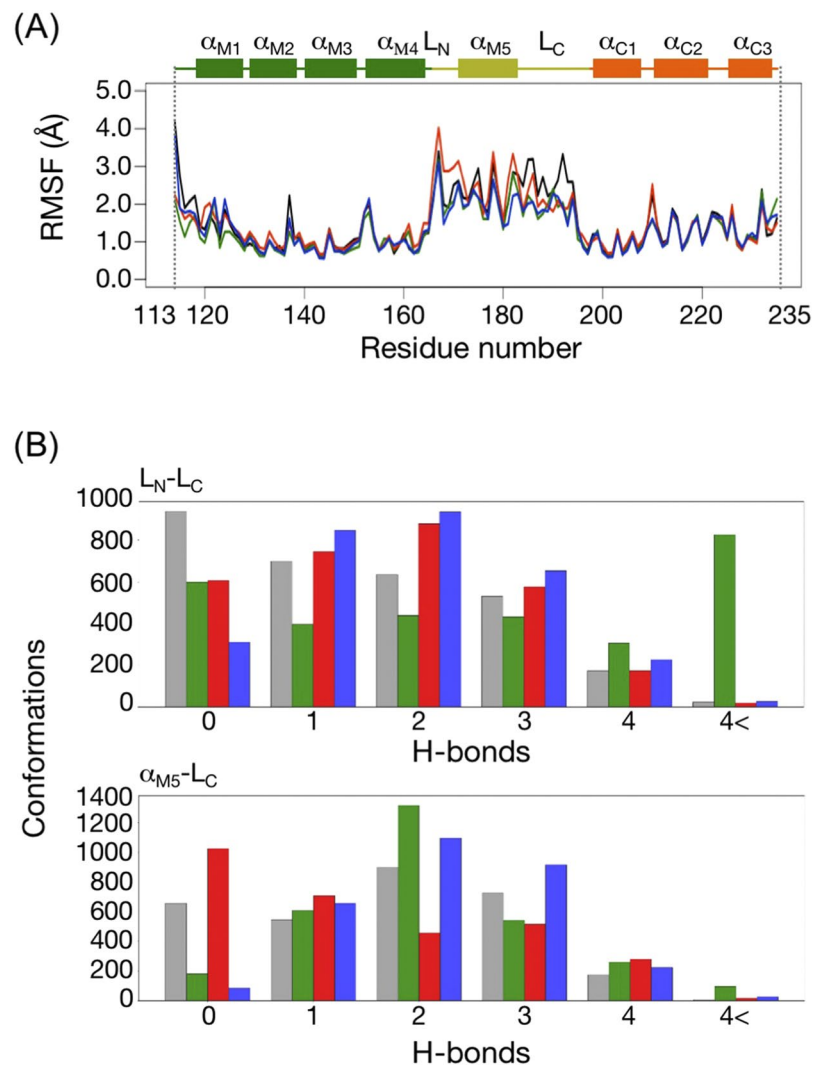 (A)
αM1 αM2 αM3 αM4 LN αM5 LC αC1 αC2 αC3
5.0
4.0
3.0
2.0
1.0
0.0
RMSF (Å)
113 120 140 160 180 200 220 235
Residue number
(B)
LN-LC
1000
800
600
400
200
0
0 1 2 3 4 4<
H-bonds
Conformations
αM5-LC
1400
1200
1000
800
600
400
200
0
0 1 2 3 4 4<
H-bonds